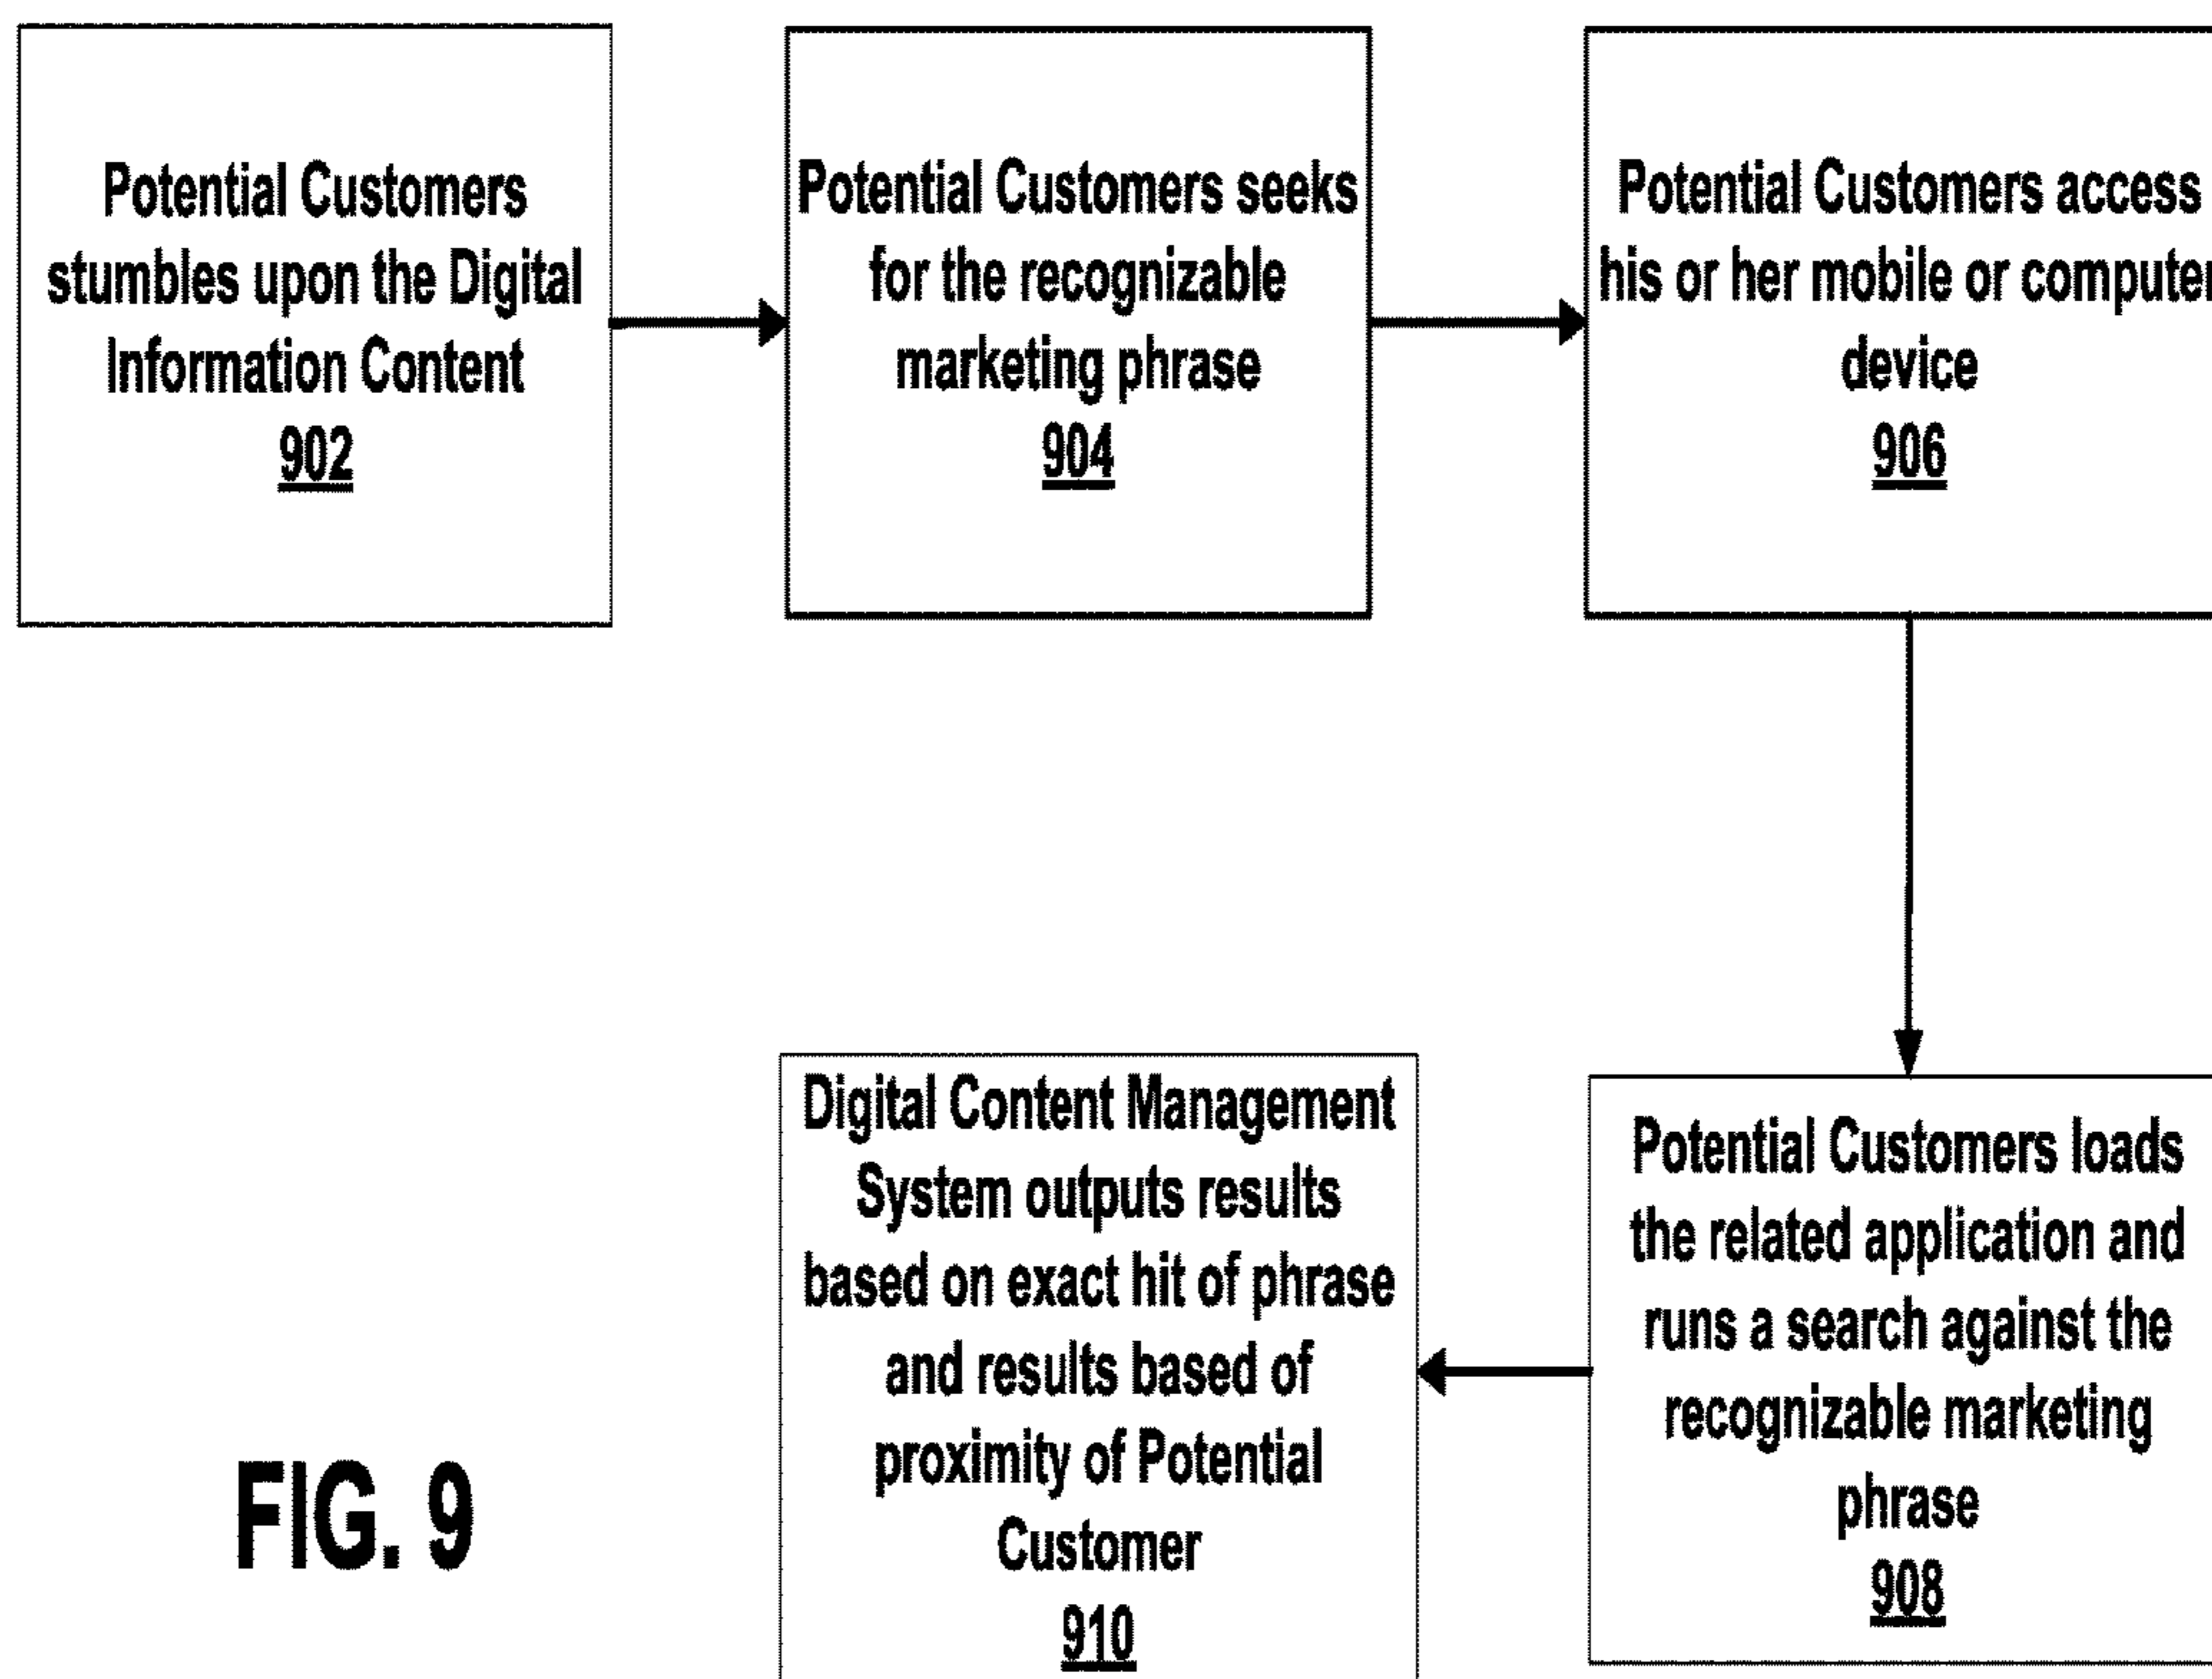 Potential Customers
stumbles upon the Digital
Information Content
902
Potential Customers seeks
for the recognizable
marketing phrase
904
Potential Customers access
his or her mobile or computer
device
906
Potential Customers loads
the related application and
runs a search against the
recognizable marketing
phrase
908
Digital Content Management
System outputs results
based on exact hit of phrase
and results based of
proximity of Potential
Customer
910
FIG. 9